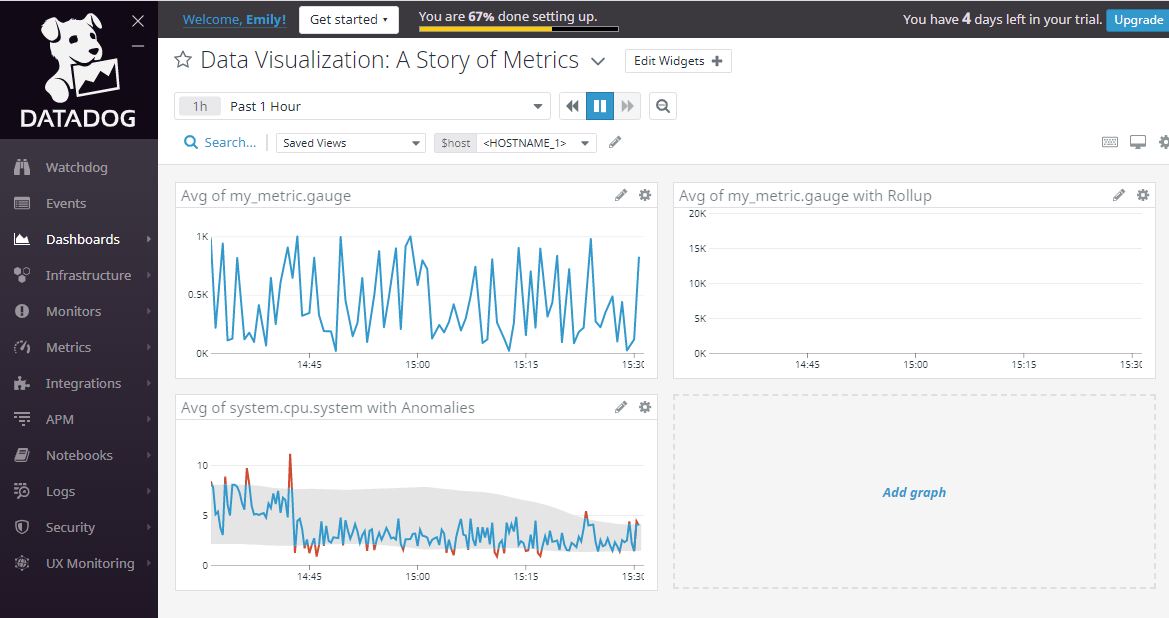 Welcome, Emily!
Get started
You are 67% done setting up.
You have 4 days left in your trial.
Upgrade
DATADOG
Watchdog
Events
Dashboards
Infrastructure
Monitors
Metrics
Integrations
APM
Notebooks
Logs
Security
UX Monitoring
Data Visualization: A Story of Metrics
Edit Widgets
1h Past 1 Hour
Search...
Saved Views
$host <HOSTNAME_1>
Avg of my_metric.gauge
1K
0.5K
0K
14:45 15:00 15:15 15:30
Avg of my_metric.gauge with Rollup
20K
15K
10K
5K
0K
14:45 15:00 15:15 15:30
Avg of system.cpu.system with Anomalies
10
5
0
14:45 15:00 15:15 15:30
Add graph